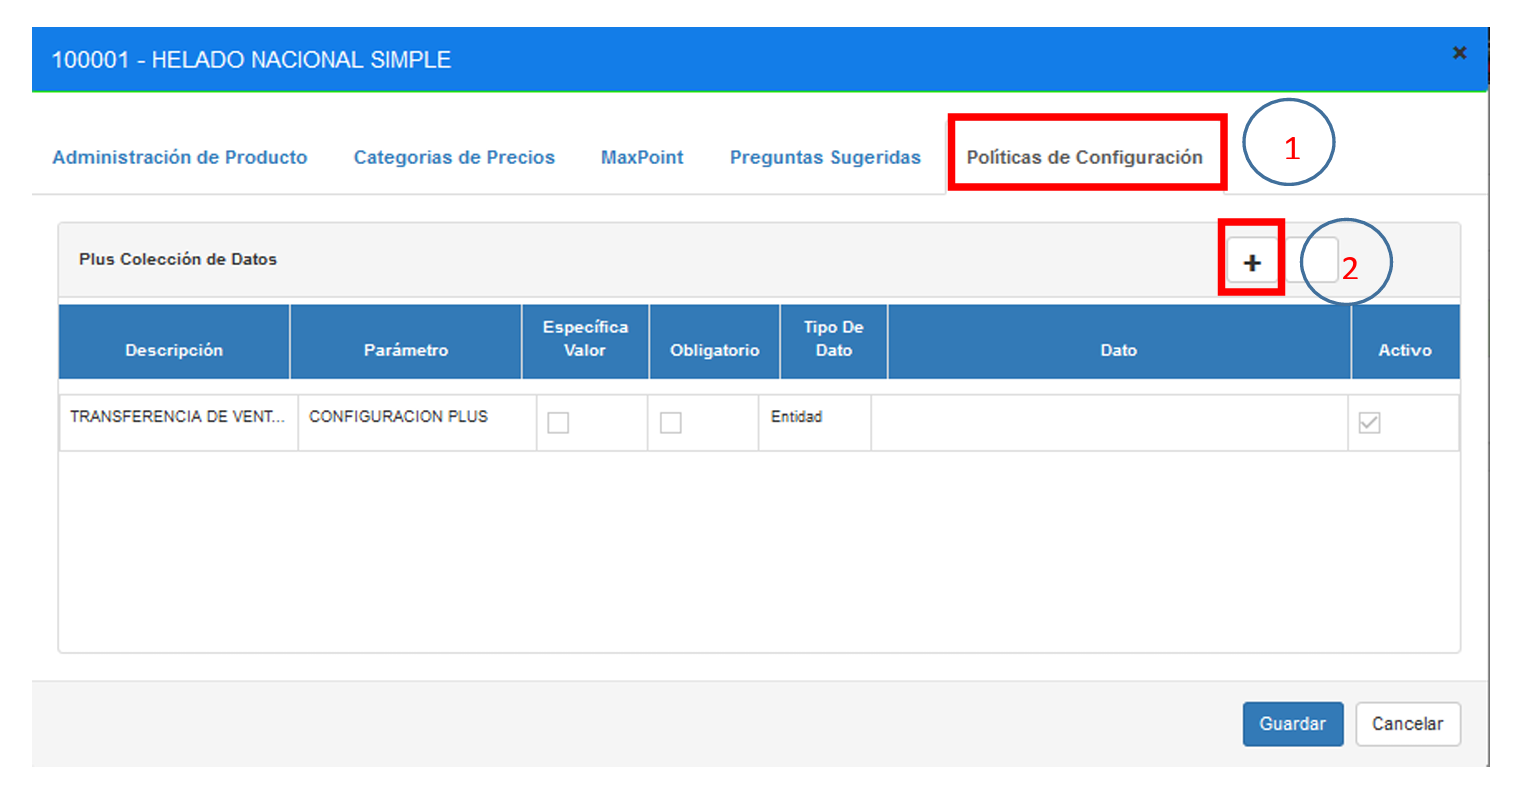 100001 - HELADO NACIONAL SIMPLE
Administración de Producto Categorias de Precios MaxPoint Preguntas Sugeridas Políticas de Configuración 1
Plus Colección de Datos + 2
Descripción Parámetro Específica Valor Obligatorio Tipo De Dato Dato Activo
TRANSFERENCIA DE VENT... CONFIGURACION PLUS Entidad
Guardar Cancelar